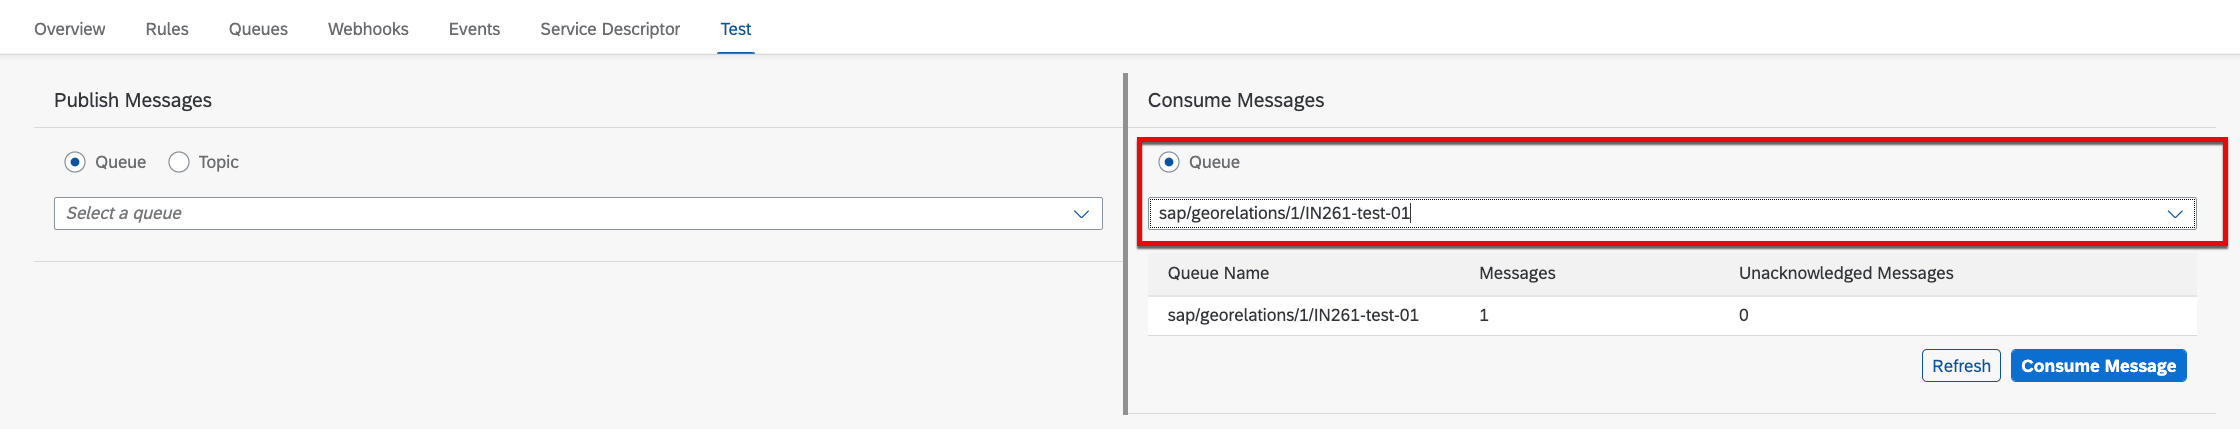 Overview Rules Queues Webhooks Events Service Descriptor Test
Publish Messages
Queue Topic
Select a queue
Consume Messages
Queue
sap/georelations/1/IN261-test-01
Queue Name Messages Unacknowledged Messages
sap/georelations/1/IN261-test-01 1 0
Refresh Consume Message